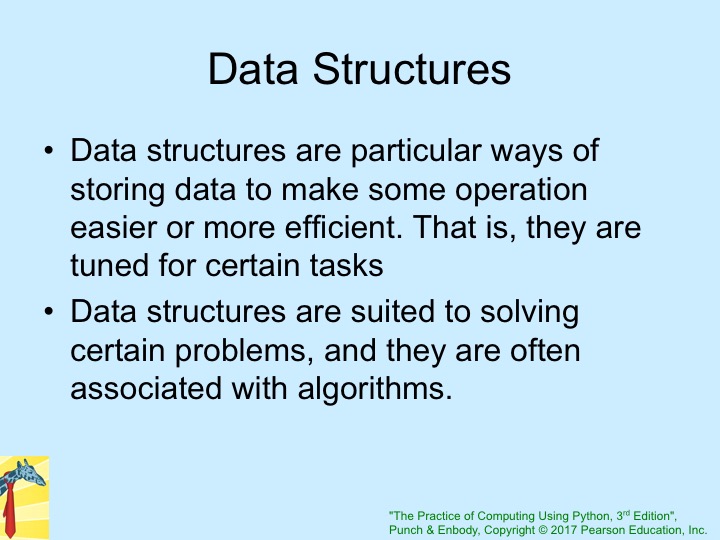 Data Structures
• Data structures are particular ways of
storing data to make some operation
easier or more efficient. That is, they are
tuned for certain tasks
• Data structures are suited to solving
certain problems, and they are often
associated with algorithms.
"The Practice of Computing Using Python, 3rd Edition",
Punch & Enbody, Copyright © 2017 Pearson Education, Inc.